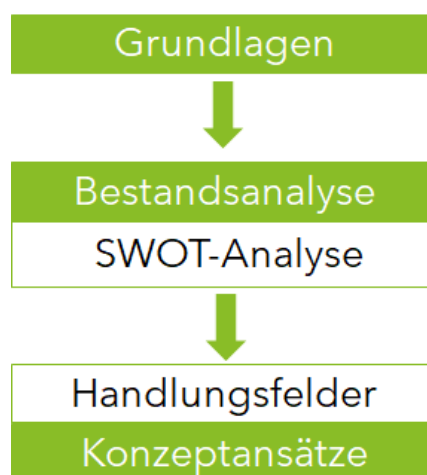 Grundlagen
Bestandsanalyse
SWOT-Analyse
Handlungsfelder
Konzeptansätze